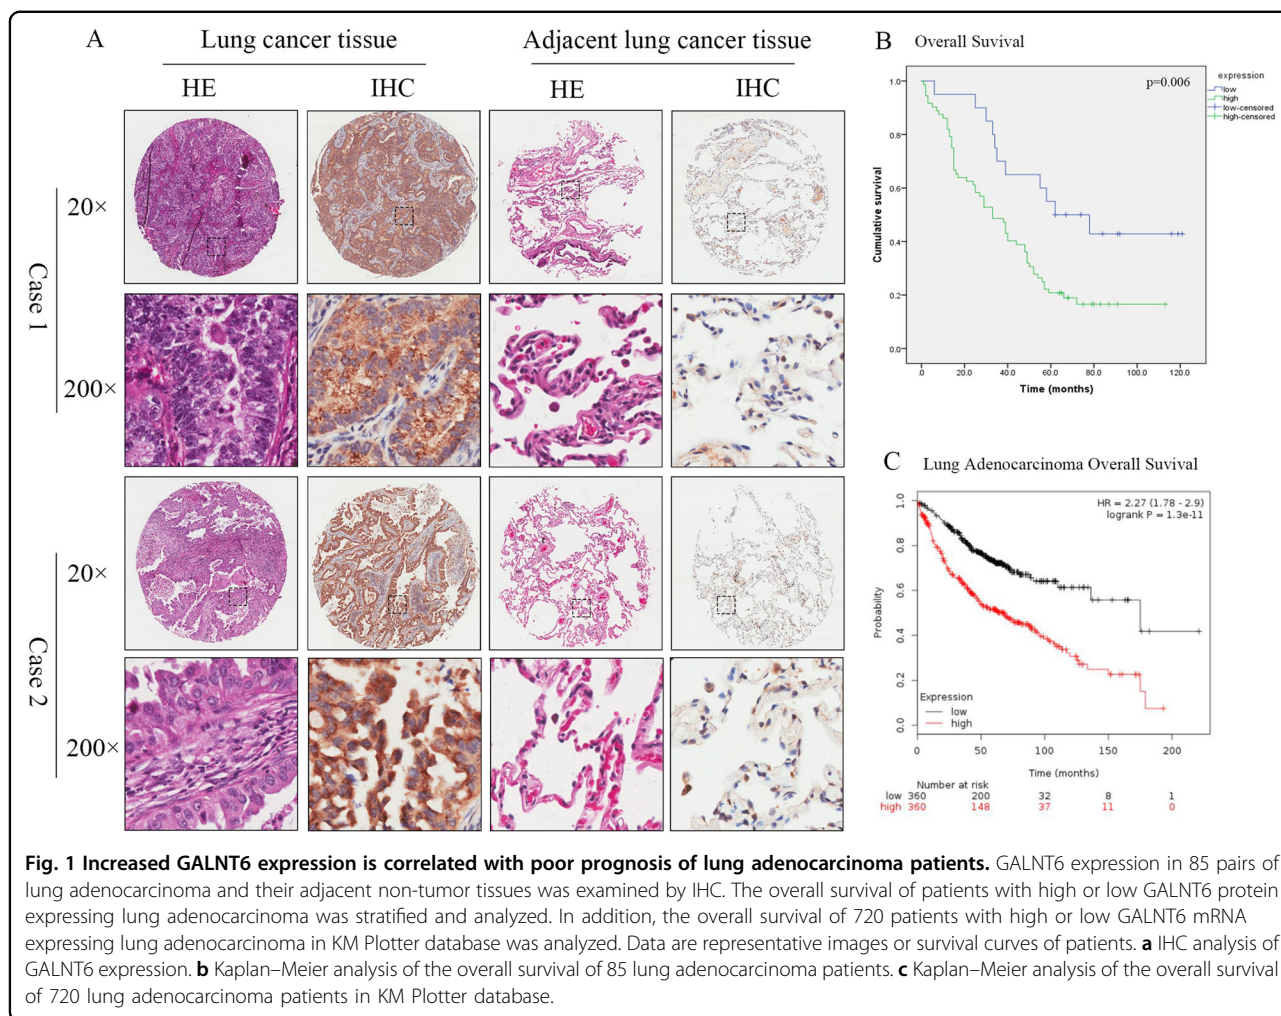 A
Lung cancer tissue
Adjacent lung cancer tissue
HE
IHC
HE
IHC
Case 1
20×
200×
Case 2
20×
200×
B
Overall Suvival
p=0.006
expression
low
high
low-censored
high-censored
Cumulative survival
1.0
0.8
0.6
0.4
0.2
0.0
.0 20.0 40.0 60.0 80.0 100.0 120.0
Time (months)
C
Lung Adenocarcinoma Overall Suvival
HR = 2.27 (1.78 - 2.9)
logrank P = 1.3e-11
Probability
1.0
0.8
0.6
0.4
0.2
0.0
Expression
low
high
0 50 100 150 200
Time (months)
Number at risk
low 360 200 32 8 1
high 360 148 37 11 0
Fig. 1 Increased GALNT6 expression is correlated with poor prognosis of lung adenocarcinoma patients. GALNT6 expression in 85 pairs of
lung adenocarcinoma and their adjacent non-tumor tissues was examined by IHC. The overall survival of patients with high or low GALNT6 protein
expressing lung adenocarcinoma was stratified and analyzed. In addition, the overall survival of 720 patients with high or low GALNT6 mRNA
expressing lung adenocarcinoma in KM Plotter database was analyzed. Data are representative images or survival curves of patients. a IHC analysis of
GALNT6 expression. b Kaplan–Meier analysis of the overall survival of 85 lung adenocarcinoma patients. c Kaplan–Meier analysis of the overall survival
of 720 lung adenocarcinoma patients in KM Plotter database.